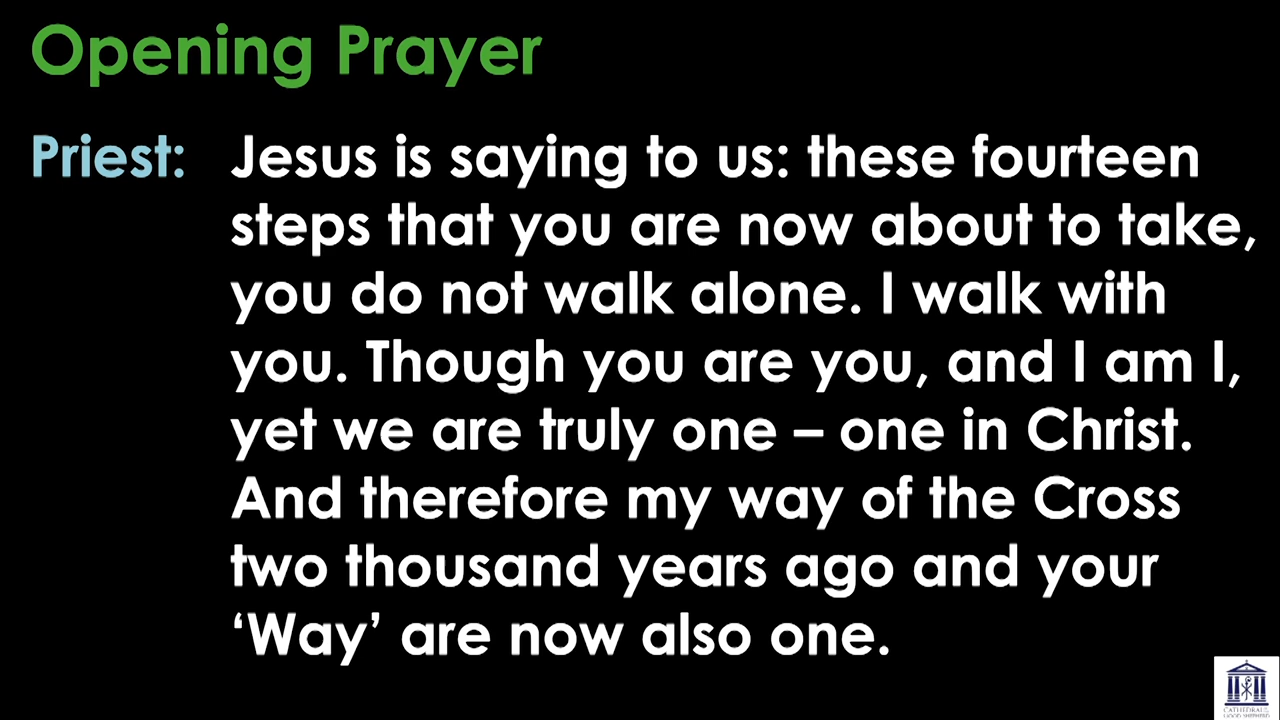 Opening Prayer
Priest: Jesus is saying to us: these fourteen
steps that you are now about to take,
you do not walk alone. I walk with
you. Though you are you, and I am I,
yet we are truly one – one in Christ.
And therefore my way of the Cross
two thousand years ago and your
‘Way’ are now also one.
GOOD SHEPHERD